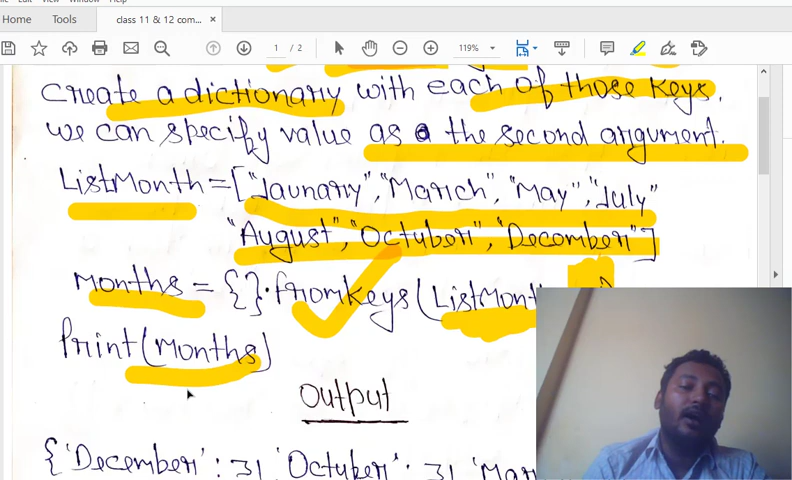 Home Tools class 11 & 12 com... ×
1 / 2 119%
Create a dictionary with each of those keys.
we can specify value as a the second argument.
ListMonth=["Jaunary","March","May","July"
"August","Octuber","December"]
Months = {}.fromkeys(ListMont
Print(Months)
Output
{'December': 31 'Octuber': 31 'Mar